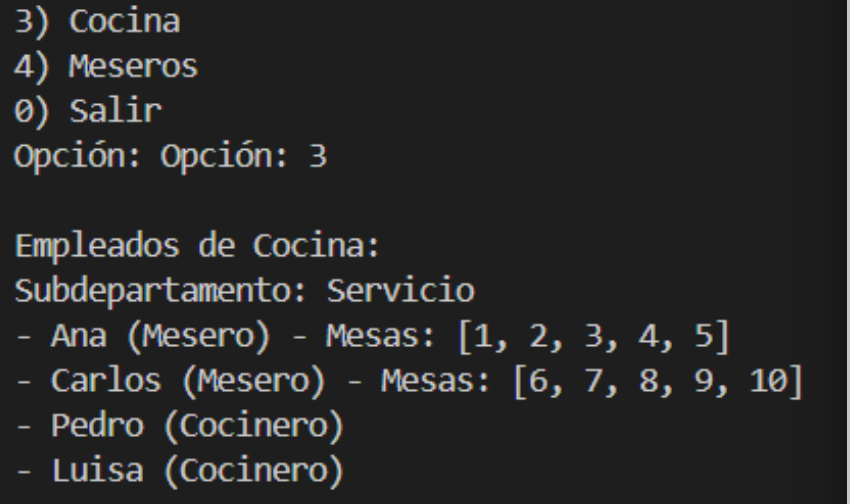 3) Cocina
4) Meseros
0) Salir
Opción: Opción: 3
Empleados de Cocina:
Subdepartamento: Servicio
- Ana (Mesero) - Mesas: [1, 2, 3, 4, 5]
- Carlos (Mesero) - Mesas: [6, 7, 8, 9, 10]
- Pedro (Cocinero)
- Luisa (Cocinero)